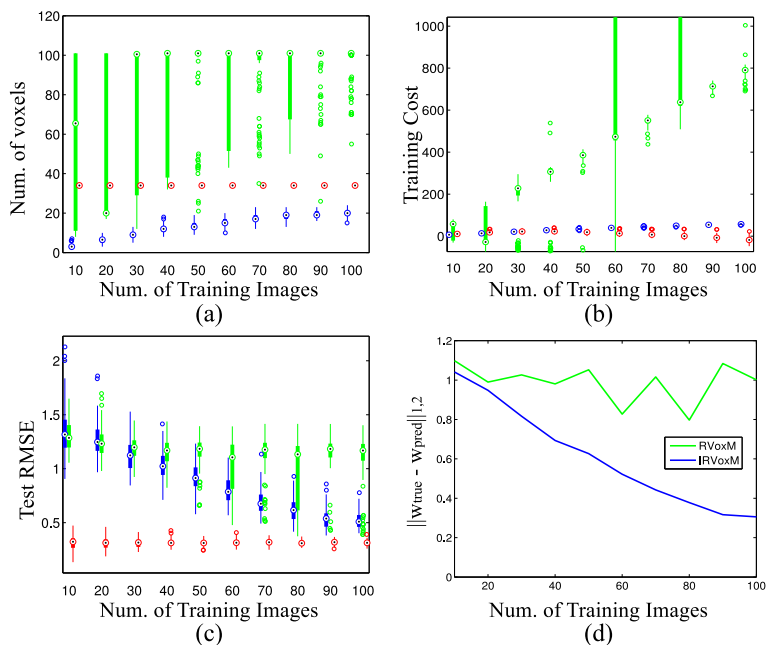 120
100
80
60
40
20
0
Num. of voxels
10 20 30 40 50 60 70 80 90 100
Num. of Training Images
(a)
1000
800
600
400
200
0
Training Cost
10 20 30 40 50 60 70 80 90 100
Num. of Training Images
(b)
2
1.5
1
0.5
Test RMSE
10 20 30 40 50 60 70 80 90 100
Num. of Training Images
(c)
1.2
1
0.8
0.6
0.4
0.2
0
||Wtrue - Wpred||1,2
RVoxM
IRVoxM
20 40 60 80 100
Num. of Training Images
(d)